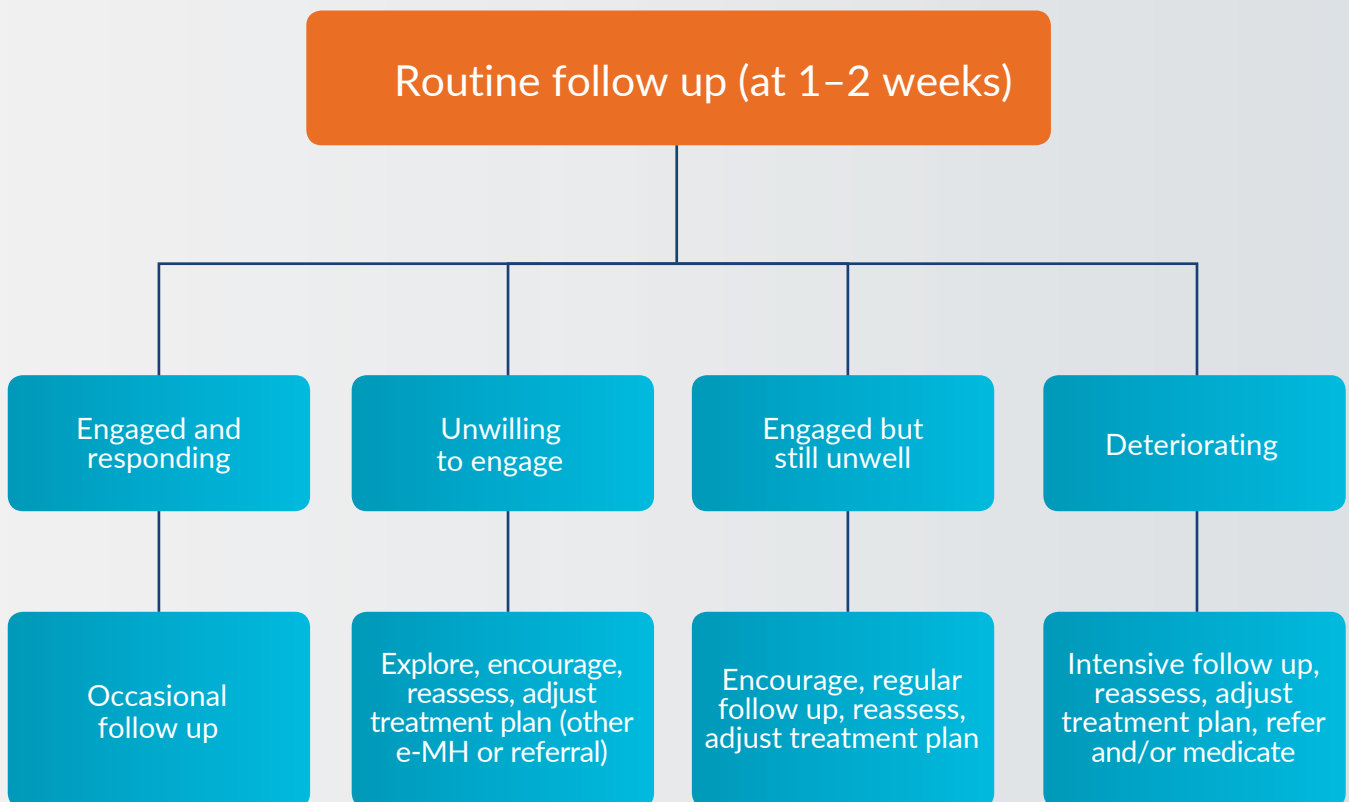 Routine follow up (at 1–2 weeks)
Engaged and
responding
Unwilling
to engage
Engaged but
still unwell
Deteriorating
Occasional
follow up
Explore, encourage,
reassess, adjust
treatment plan (other
e-MH or referral)
Encourage, regular
follow up, reassess,
adjust treatment plan
Intensive follow up,
reassess, adjust
treatment plan, refer
and/or medicate